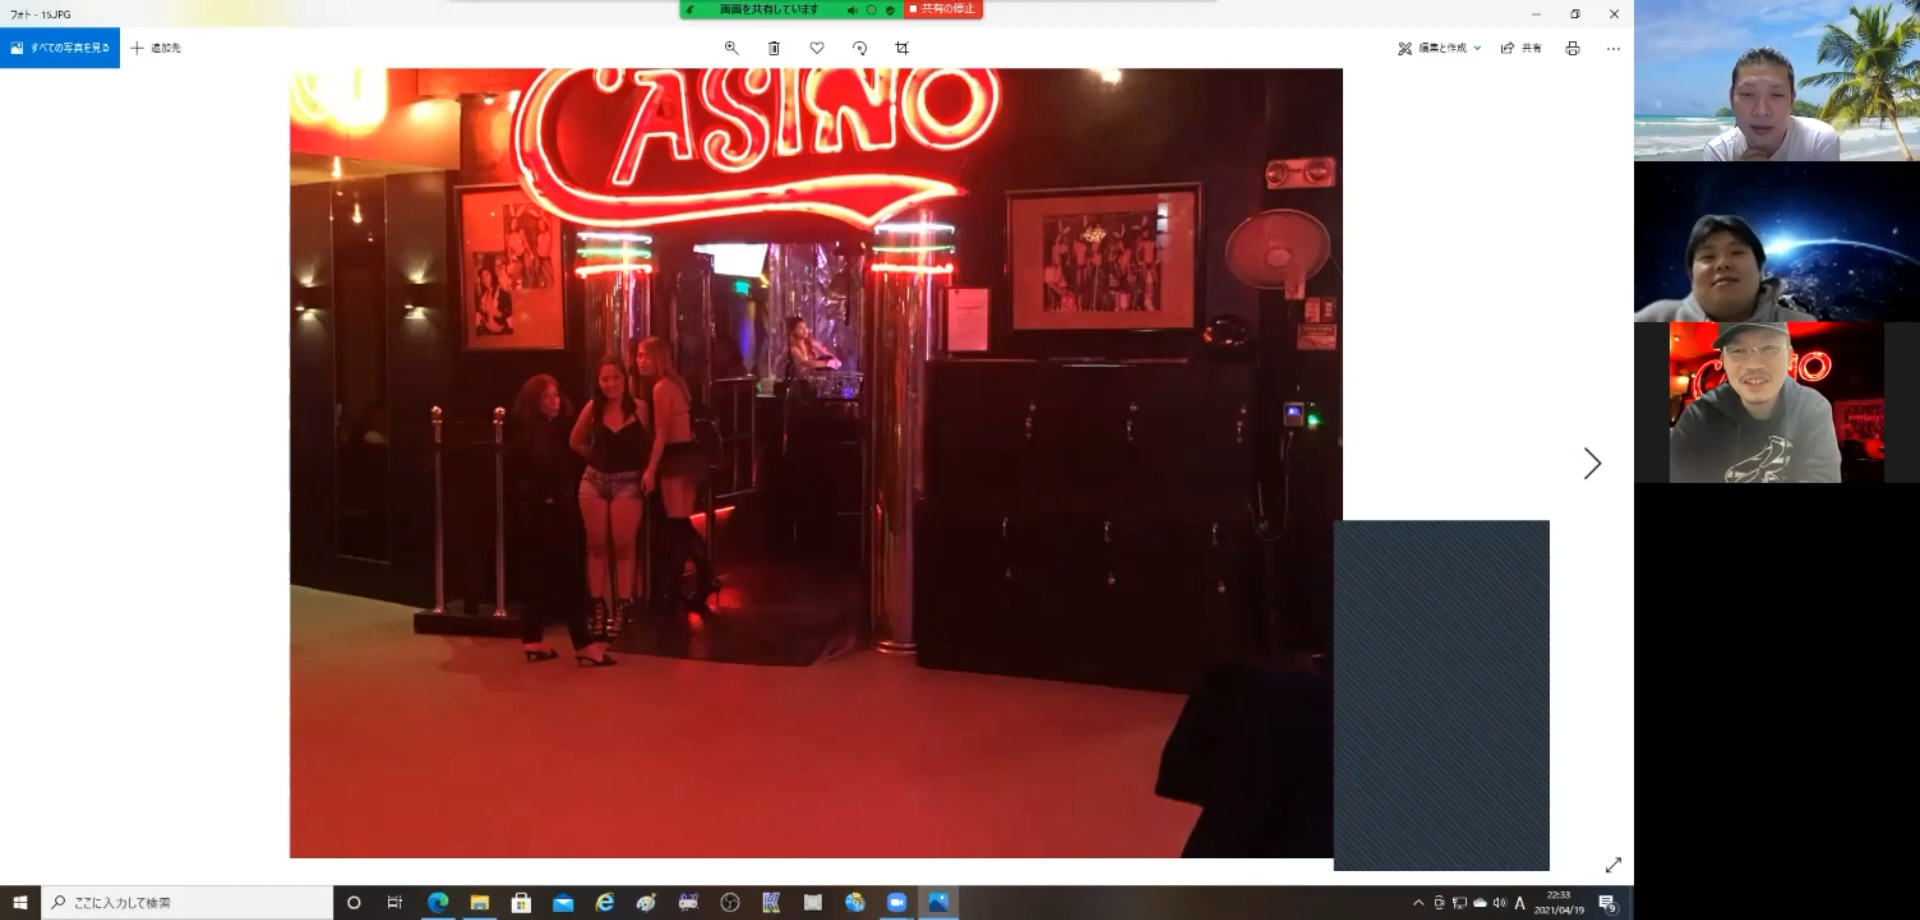 フォト - 15.JPG
画面を共有しています
共有の停止
すべての写真を見る
追加先
編集と作成
共有
CASINO
ここに入力して検索
A
22:33
2021/04/19
9